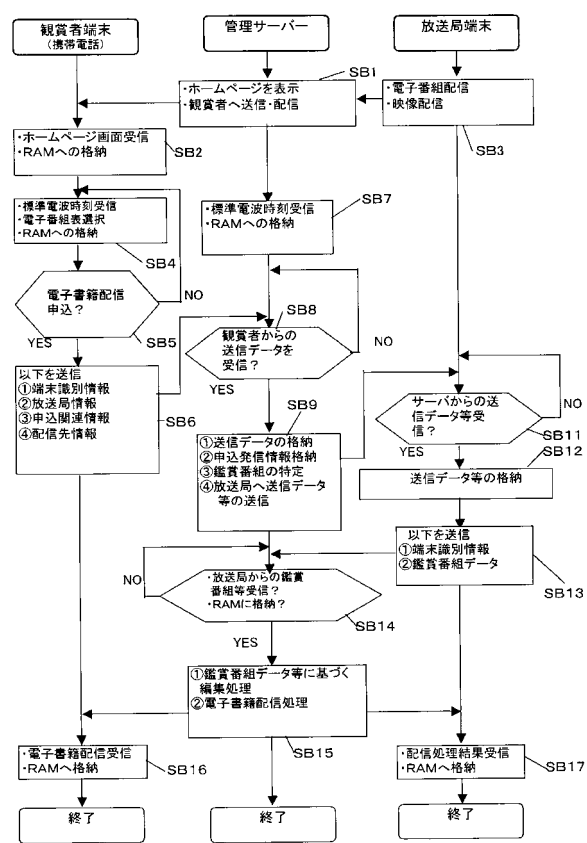 観賞者端末
(携帯電話)
管理サーバー
放送局端末
SB1
・ホームページを表示
・観賞者へ送信・配信
・電子番組配信
・映像配信
SB3
・ホームページ画面受信
・RAMへの格納
SB2
・標準電波時刻受信
・電子番組表選択
・RAMへの格納
SB4
SB7
・標準電波時刻受信
・RAMへの格納
電子書籍配信
申込？
NO
YES
SB5
SB8
観賞者からの
送信データを
受信？
NO
YES
以下を送信
①端末識別情報
②放送局情報
③申込関連情報
④配信先情報
SB6
SB9
①送信データの格納
②申込発信情報格納
③鑑賞番組の特定
④放送局へ送信データ
等の送信
サーバからの送
信データ等受
信？
NO
SB11
YES
SB12
送信データ等の格納
以下を送信
①端末識別情報
②鑑賞番組データ
SB13
NO
・放送局からの鑑賞
番組等受信？
・RAMに格納？
SB14
YES
①鑑賞番組データ等に基づく
編集処理
②電子書籍配信処理
SB15
・電子書籍配信受信
・RAMへ格納
SB16
・配信処理結果受信
・RAMへ格納
SB17
終了
終了
終了